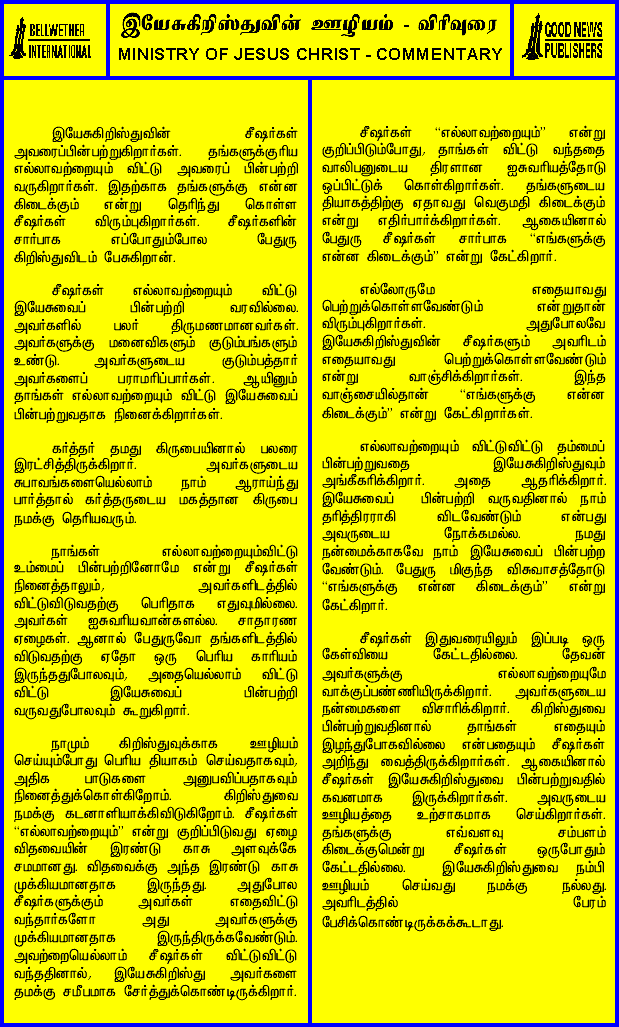 BELLWETHER
INTERNATIONAL
இயேசுகிறிஸ்துவின் ஊழியம் - விரிவுரை
MINISTRY OF JESUS CHRIST - COMMENTARY
GOOD NEWS
PUBLISHERS
இயேசுகிறிஸ்துவின் சீஷர்கள்
அவரைப்பின்பற்றுகிறார்கள். தங்களுக்குரிய
எல்லாவற்றையும் விட்டு அவரைப் பின்பற்றி
வருகிறார்கள். இதற்காக தங்களுக்கு என்ன
கிடைக்கும் என்று தெரிந்து கொள்ள
சீஷர்கள் விரும்புகிறார்கள். சீஷர்களின்
சார்பாக எப்போதும்போல பேதுரு
கிறிஸ்துவிடம் பேசுகிறான்.
சீஷர்கள் எல்லாவற்றையும் விட்டு
இயேசுவைப் பின்பற்றி வரவில்லை.
அவர்களில் பலர் திருமணமானவர்கள்.
அவர்களுக்கு மனைவிகளும் குடும்பங்களும்
உண்டு. அவர்களுடைய குடும்பத்தார்
அவர்களைப் பராமரிப்பார்கள். ஆயினும்
தாங்கள் எல்லாவற்றையும் விட்டு இயேசுவைப்
பின்பற்றுவதாக நினைக்கிறார்கள்.
கர்த்தர் தமது கிருபையினால் பலரை
இரட்சித்திருக்கிறார். அவர்களுடைய
சுபாவங்களையெல்லாம் நாம் ஆராய்ந்து
பார்த்தால் கர்த்தருடைய மகத்தான கிருபை
நமக்கு தெரியவரும்.
நாங்கள் எல்லாவற்றையும்விட்டு
உம்மைப் பின்பற்றினோமே என்று சீஷர்கள்
நினைத்தாலும், அவர்களிடத்தில்
விட்டுவிடுவதற்கு பெரிதாக எதுவுமில்லை.
அவர்கள் ஐசுவரியவான்களல்ல. சாதாரண
ஏழைகள். ஆனால் பேதுருவோ தங்களிடத்தில்
விடுவதற்கு ஏதோ ஒரு பெரிய காரியம்
இருந்ததுபோலவும், அதையெல்லாம் விட்டு
விட்டு இயேசுவைப் பின்பற்றி
வருவதுபோலவும் கூறுகிறார்.
நாமும் கிறிஸ்துவுக்காக ஊழியம்
செய்யும்போது பெரிய தியாகம் செய்வதாகவும்,
அதிக பாடுகளை அனுபவிப்பதாகவும்
நினைத்துக்கொள்கிறோம். கிறிஸ்துவை
நமக்கு கடனாளியாக்கிவிடுகிறோம். சீஷர்கள்
“எல்லாவற்றையும்” என்று குறிப்பிடுவது ஏழை
விதவையின் இரண்டு காசு அளவுக்கே
சமமானது. விதவைக்கு அந்த இரண்டு காசு
முக்கியமானதாக இருந்தது. அதுபோல
சீஷர்களுக்கும் அவர்கள் எதைவிட்டு
வந்தார்களோ அது அவர்களுக்கு
முக்கியமானதாக இருந்திருக்கவேண்டும்.
அவற்றையெல்லாம் சீஷர்கள் விட்டுவிட்டு
வந்ததினால், இயேசுகிறிஸ்து அவர்களை
தமக்கு சமீபமாக சேர்த்துக்கொண்டிருக்கிறார்.
சீஷர்கள் “எல்லாவற்றையும்” என்று
குறிப்பிடும்போது, தாங்கள் விட்டு வந்ததை
வாலிபனுடைய திரளான ஐசுவரியத்தோடு
ஒப்பிட்டுக் கொள்கிறார்கள். தங்களுடைய
தியாகத்திற்கு ஏதாவது வெகுமதி கிடைக்கும்
என்று எதிர்பார்க்கிறார்கள். ஆகையினால்
பேதுரு சீஷர்கள் சார்பாக “எங்களுக்கு
என்ன கிடைக்கும்” என்று கேட்கிறார்.
எல்லோருமே எதையாவது
பெற்றுக்கொள்ளவேண்டும் என்றுதான்
விரும்புகிறார்கள். அதுபோலவே
இயேசுகிறிஸ்துவின் சீஷர்களும் அவரிடம்
எதையாவது பெற்றுக்கொள்ளவேண்டும்
என்று வாஞ்சிக்கிறார்கள். இந்த
வாஞ்சையில்தான் “எங்களுக்கு என்ன
கிடைக்கும்” என்று கேட்கிறார்கள்.
எல்லாவற்றையும் விட்டுவிட்டு தம்மைப்
பின்பற்றுவதை இயேசுகிறிஸ்துவும்
அங்கீகரிக்கிறார். அதை ஆதரிக்கிறார்.
இயேசுவைப் பின்பற்றி வருவதினால் நாம்
தரித்திரராகி விடவேண்டும் என்பது
அவருடைய நோக்கமல்ல. நமது
நன்மைக்காகவே நாம் இயேசுவைப் பின்பற்ற
வேண்டும். பேதுரு மிகுந்த விசுவாசத்தோடு
“எங்களுக்கு என்ன கிடைக்கும்” என்று
கேட்கிறார்.
சீஷர்கள் இதுவரையிலும் இப்படி ஒரு
கேள்வியை கேட்டதில்லை. தேவன்
அவர்களுக்கு எல்லாவற்றையுமே
வாக்குப்பண்ணியிருக்கிறார். அவர்களுடைய
நன்மைகளை விசாரிக்கிறார். கிறிஸ்துவை
பின்பற்றுவதினால் தாங்கள் எதையும்
இழந்துபோகவில்லை என்பதையும் சீஷர்கள்
அறிந்து வைத்திருக்கிறார்கள். ஆகையினால்
சீஷர்கள் இயேசுகிறிஸ்துவை பின்பற்றுவதில்
கவனமாக இருக்கிறார்கள். அவருடைய
ஊழியத்தை உற்சாகமாக செய்கிறார்கள்.
தங்களுக்கு எவ்வளவு சம்பளம்
கிடைக்குமென்று சீஷர்கள் ஒருபோதும்
கேட்டதில்லை. இயேசுகிறிஸ்துவை நம்பி
ஊழியம் செய்வது நமக்கு நல்லது.
அவரிடத்தில் பேரம்
பேசிக்கொண்டிருக்கக்கூடாது.